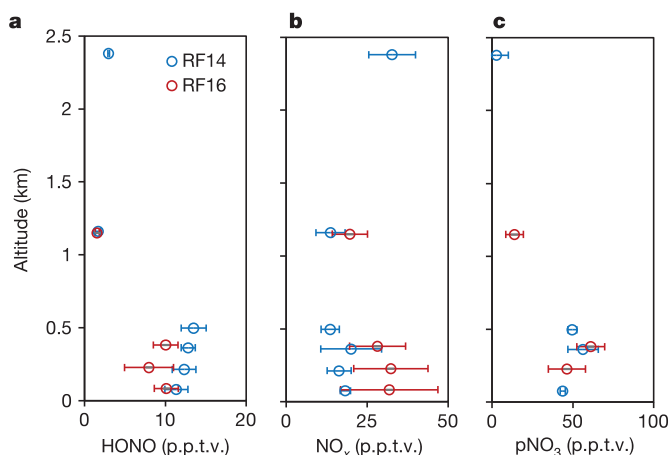 a b c
2.5
2
1.5
1
0.5
0
Altitude (km)
RF14
RF16
0 10 20
HONO (p.p.t.v.)
0 25 50
NOₓ (p.p.t.v.)
0 50 100
pNO₃ (p.p.t.v.)